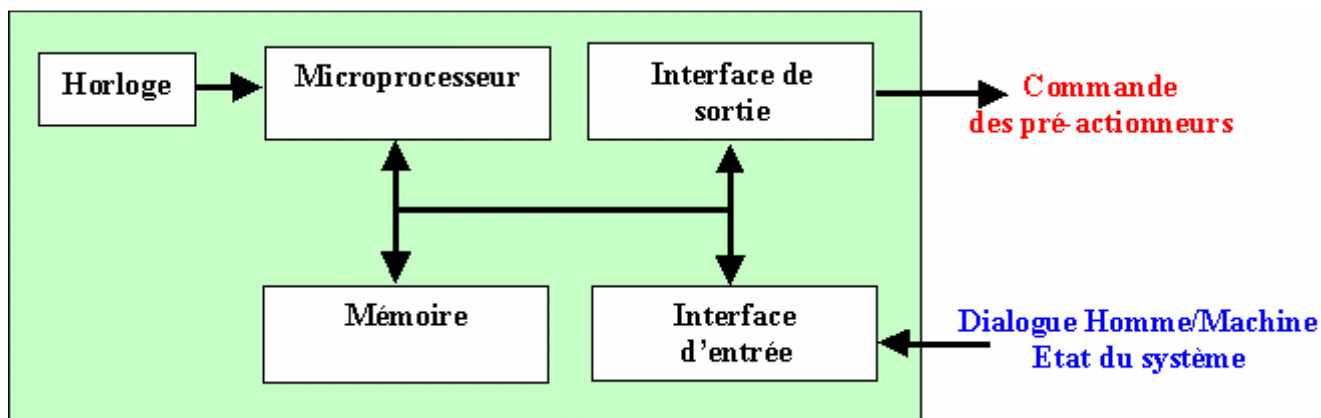 Horloge
Microprocesseur
Interface de
sortie
Commande
des pré-actionneurs
Mémoire
Interface
d'entrée
Dialogue Homme/Machine
Etat du système